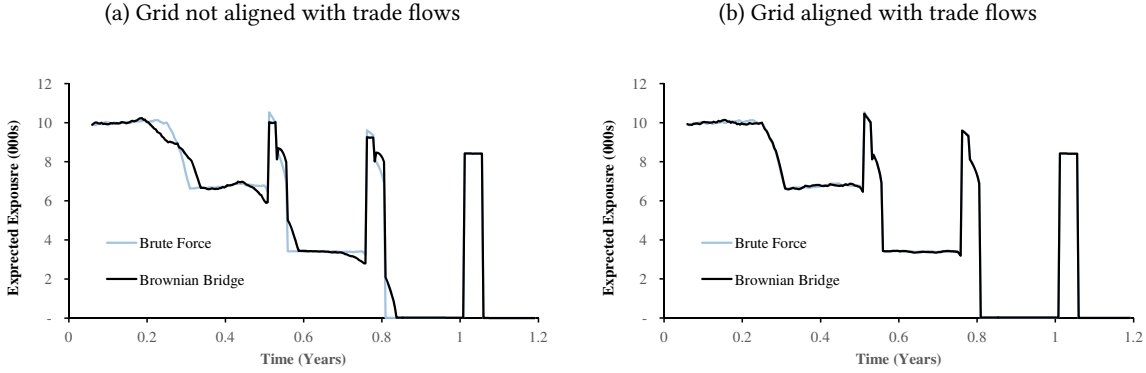 (a) Grid not aligned with trade flows
12
10
8
6
4
2
-
0
0.2
0.4
0.6
0.8
1
1.2
Exprected Expousre (000s)
Time (Years)
Brute Force
Brownian Bridge
(b) Grid aligned with trade flows
12
10
8
6
4
2
-
0
0.2
0.4
0.6
0.8
1
1.2
Exprected Expousre (000s)
Time (Years)
Brute Force
Brownian Bridge